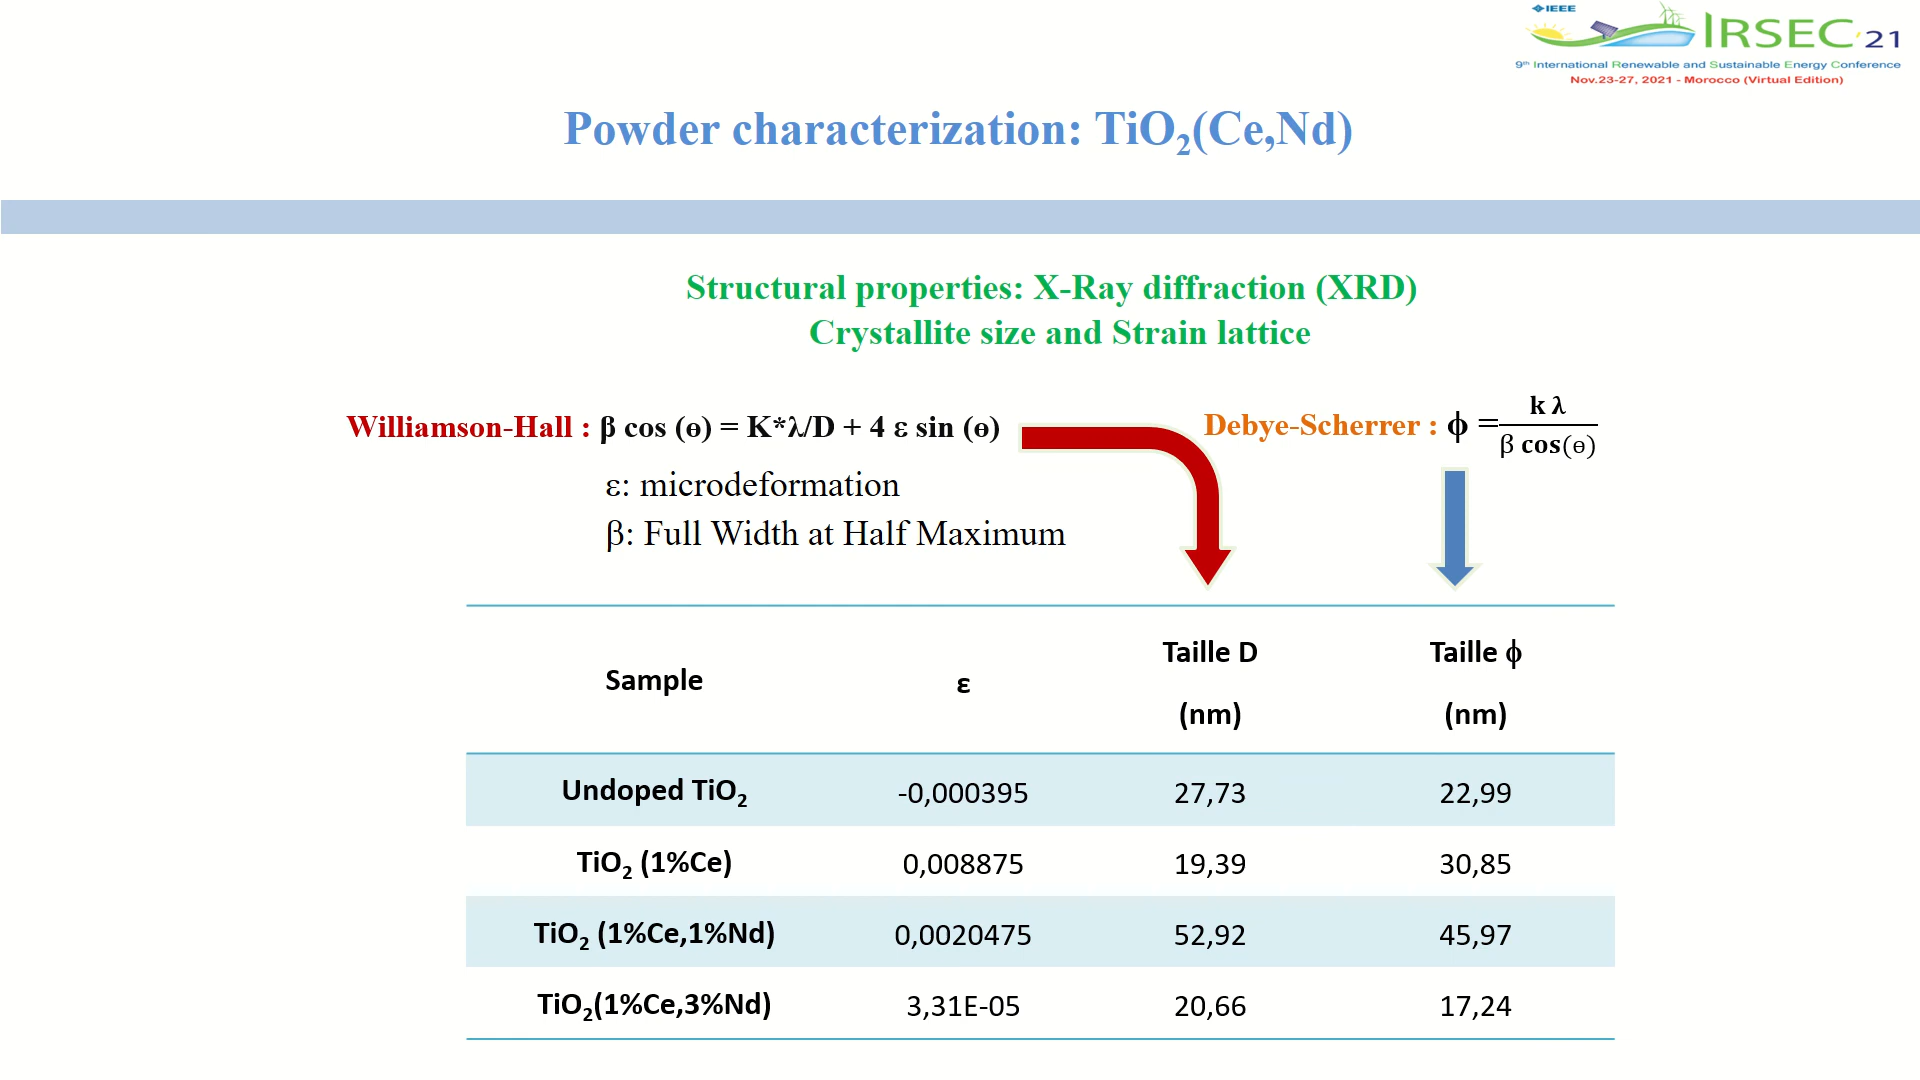 IEEE
IRSEC'21
9th International Renewable and Sustainable Energy Conference
Nov.23-27, 2021 - Morocco (Virtual Edition)
Powder characterization: TiO2(Ce,Nd)
Structural properties: X-Ray diffraction (XRD)
Crystallite size and Strain lattice
Williamson-Hall : β cos (ɵ) = K*λ/D + 4 ε sin (ɵ)
Debye-Scherrer : ϕ = k λ / β cos(ɵ)
ε: microdeformation
β: Full Width at Half Maximum
Sample ε Taille D (nm) Taille ϕ (nm)
Undoped TiO2 -0,000395 27,73 22,99
TiO2 (1%Ce) 0,008875 19,39 30,85
TiO2 (1%Ce,1%Nd) 0,0020475 52,92 45,97
TiO2(1%Ce,3%Nd) 3,31E-05 20,66 17,24